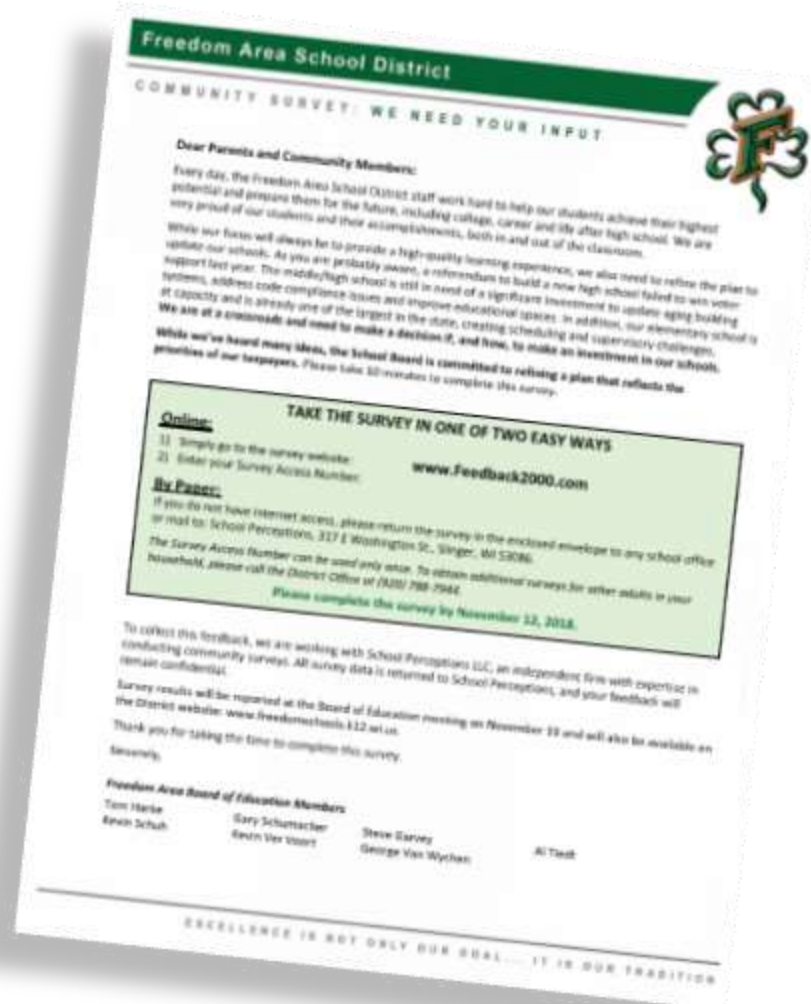 Freedom Area School District
COMMUNITY SURVEY: WE NEED YOUR INPUT
F
Dear Parents and Community Members:
Every day, the Freedom Area School District staff work hard to help our students achieve their highest
potential and prepare them for the future, including college, career and life after high school. We are
very proud of our students and their accomplishments, both in and out of the classroom.
While our focus will always be to provide a high-quality learning experience, we also need to refine the plan to
update our schools. As you are probably aware, a referendum to build a new high school failed to win voter
support last year. The middle/high school is still in need of a significant investment to update aging building
systems, address code compliance issues and improve educational spaces. In addition, our elementary school is
at capacity and is already one of the largest in the state, creating scheduling and supervisory challenges.
We are at a crossroads and need to make a decision if, and how, to make an investment in our schools.
While we've heard many ideas, the School Board is committed to refining a plan that reflects the
priorities of our taxpayers. Please take 10 minutes to complete this survey.
TAKE THE SURVEY IN ONE OF TWO EASY WAYS
Online:
1) Simply go to the survey website: www.Feedback2000.com
2) Enter your Survey Access Number:
By Paper:
If you do not have internet access, please return the survey in the enclosed envelope to any school office
or mail to: School Perceptions, 317 E Washington St., Slinger, WI 53086.
The Survey Access Number can be used only once. To obtain additional surveys for other adults in your
household, please call the District Office at (920) 788-7944.
Please complete the survey by November 12, 2018.
To collect this feedback, we are working with School Perceptions LLC, an independent firm with expertise in
conducting community surveys. All survey data is returned to School Perceptions, and your feedback will
remain confidential.
Survey results will be reported at the Board of Education meeting on November 19 and will also be available on
the District website: www.freedomschools.k12.wi.us.
Thank you for taking the time to complete this survey.
Sincerely,
Freedom Area Board of Education Members
Tom Gary Schumacher Steve Garvey Al Tiedt
Kevin Schuh Kevin Ver Voort George Van Wychen
EXCELLENCE IS NOT ONLY OUR GOAL... IT IS OUR TRADITION